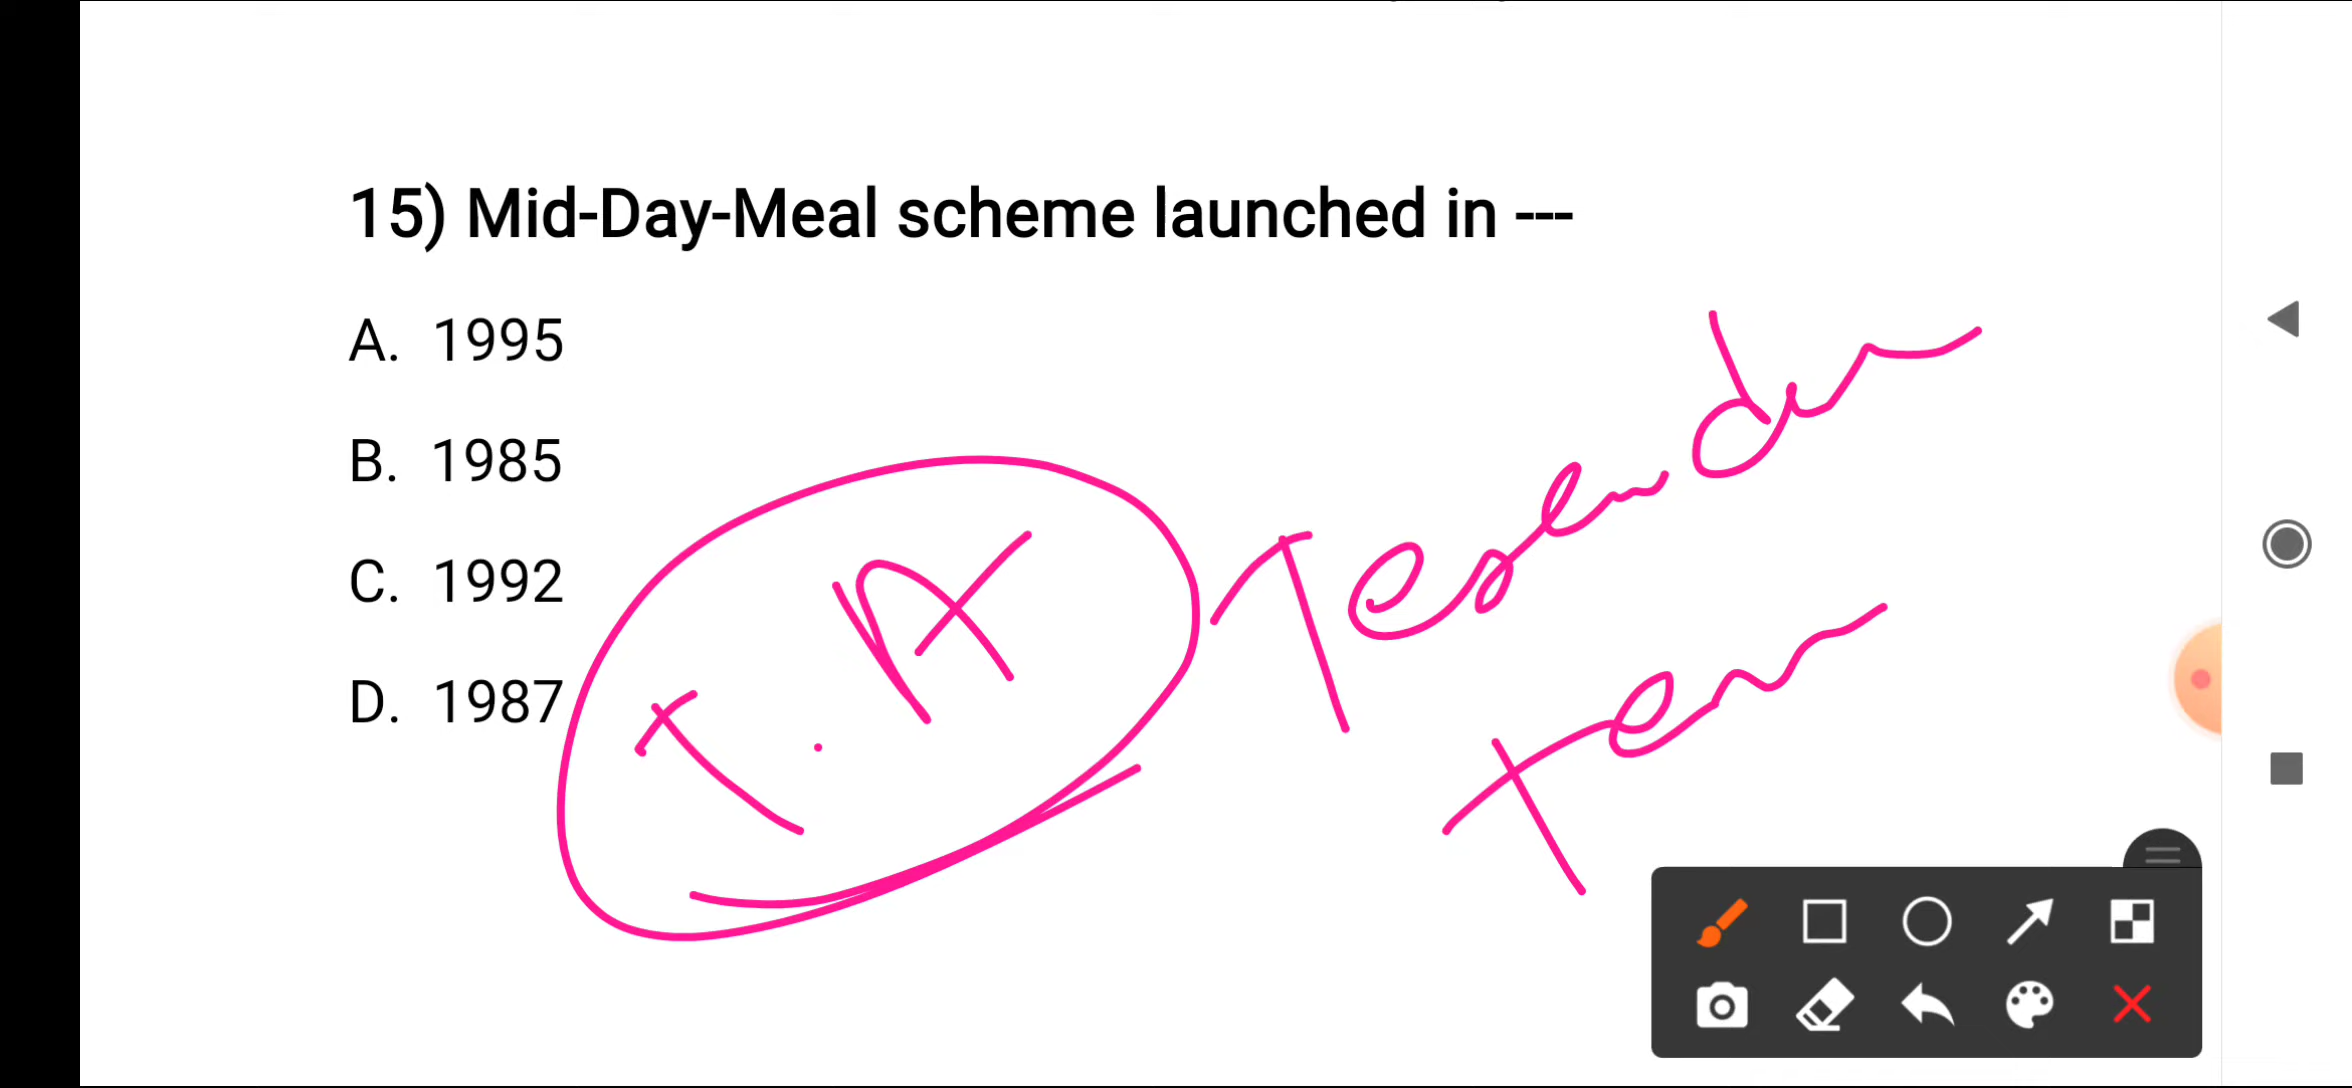 15) Mid-Day-Meal scheme launched in ---
A. 1995
B. 1985
C. 1992
D. 1987
T. A